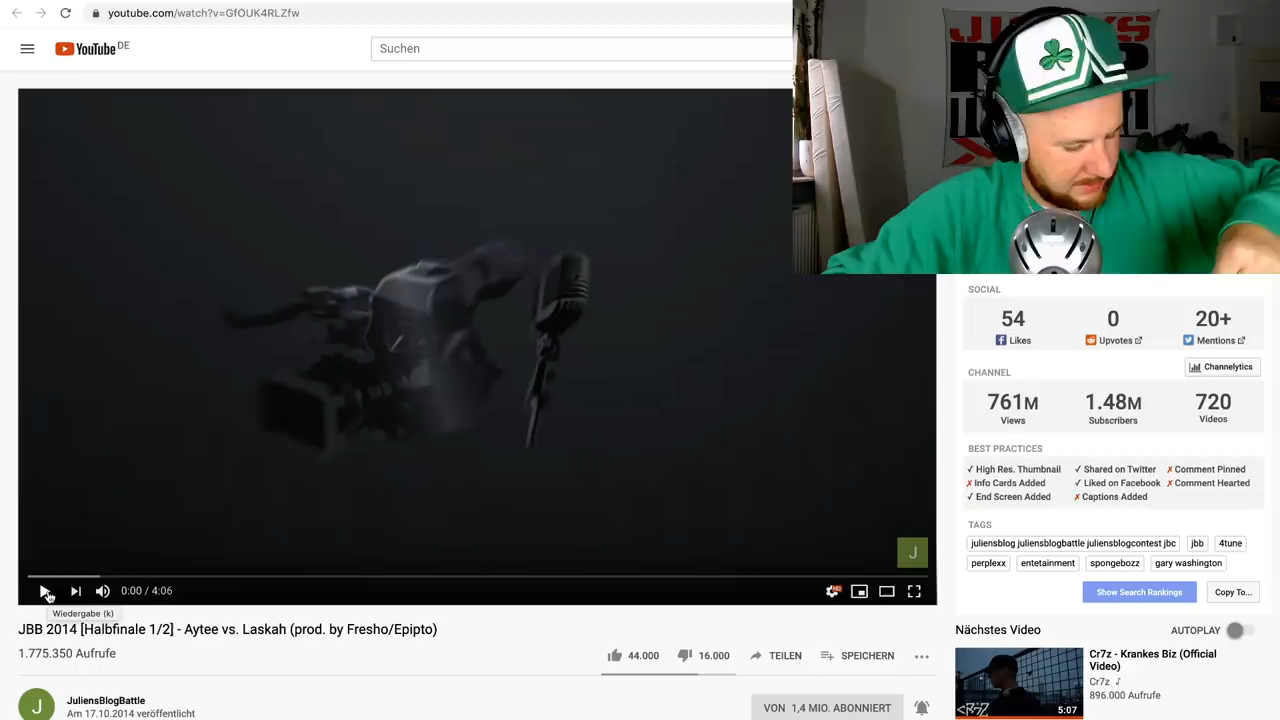 youtube.com/watch?v=GfOUK4RLZfw
YouTube DE
Suchen
J
0:00 / 4:06
HD
Wiedergabe (k)
JBB 2014 [Halbfinale 1/2] - Aytee vs. Laskah (prod. by Fresho/Epipto)
1.775.350 Aufrufe
44.000
16.000
TEILEN
SPEICHERN
J
JuliensBlogBattle
Am 17.10.2014 veröffentlicht
VON 1,4 MIO. ABONNIERT
SOCIAL
54 0 20+
Likes Upvotes Mentions
CHANNEL
Channelytics
761M 1.48M 720
Views Subscribers Videos
BEST PRACTICES
✓ High Res. Thumbnail ✓ Shared on Twitter ✗ Comment Pinned
✗ Info Cards Added ✓ Liked on Facebook ✗ Comment Hearted
✓ End Screen Added ✗ Captions Added
TAGS
juliensblog juliensblogbattle juliensblogcontest jbc jbb 4tune
perplexx entetainment spongebozz gary washington
Show Search Rankings Copy To...
Nächstes Video AUTOPLAY
Cr7z - Krankes Biz (Official
Video)
Cr7z
896.000 Aufrufe
5:07